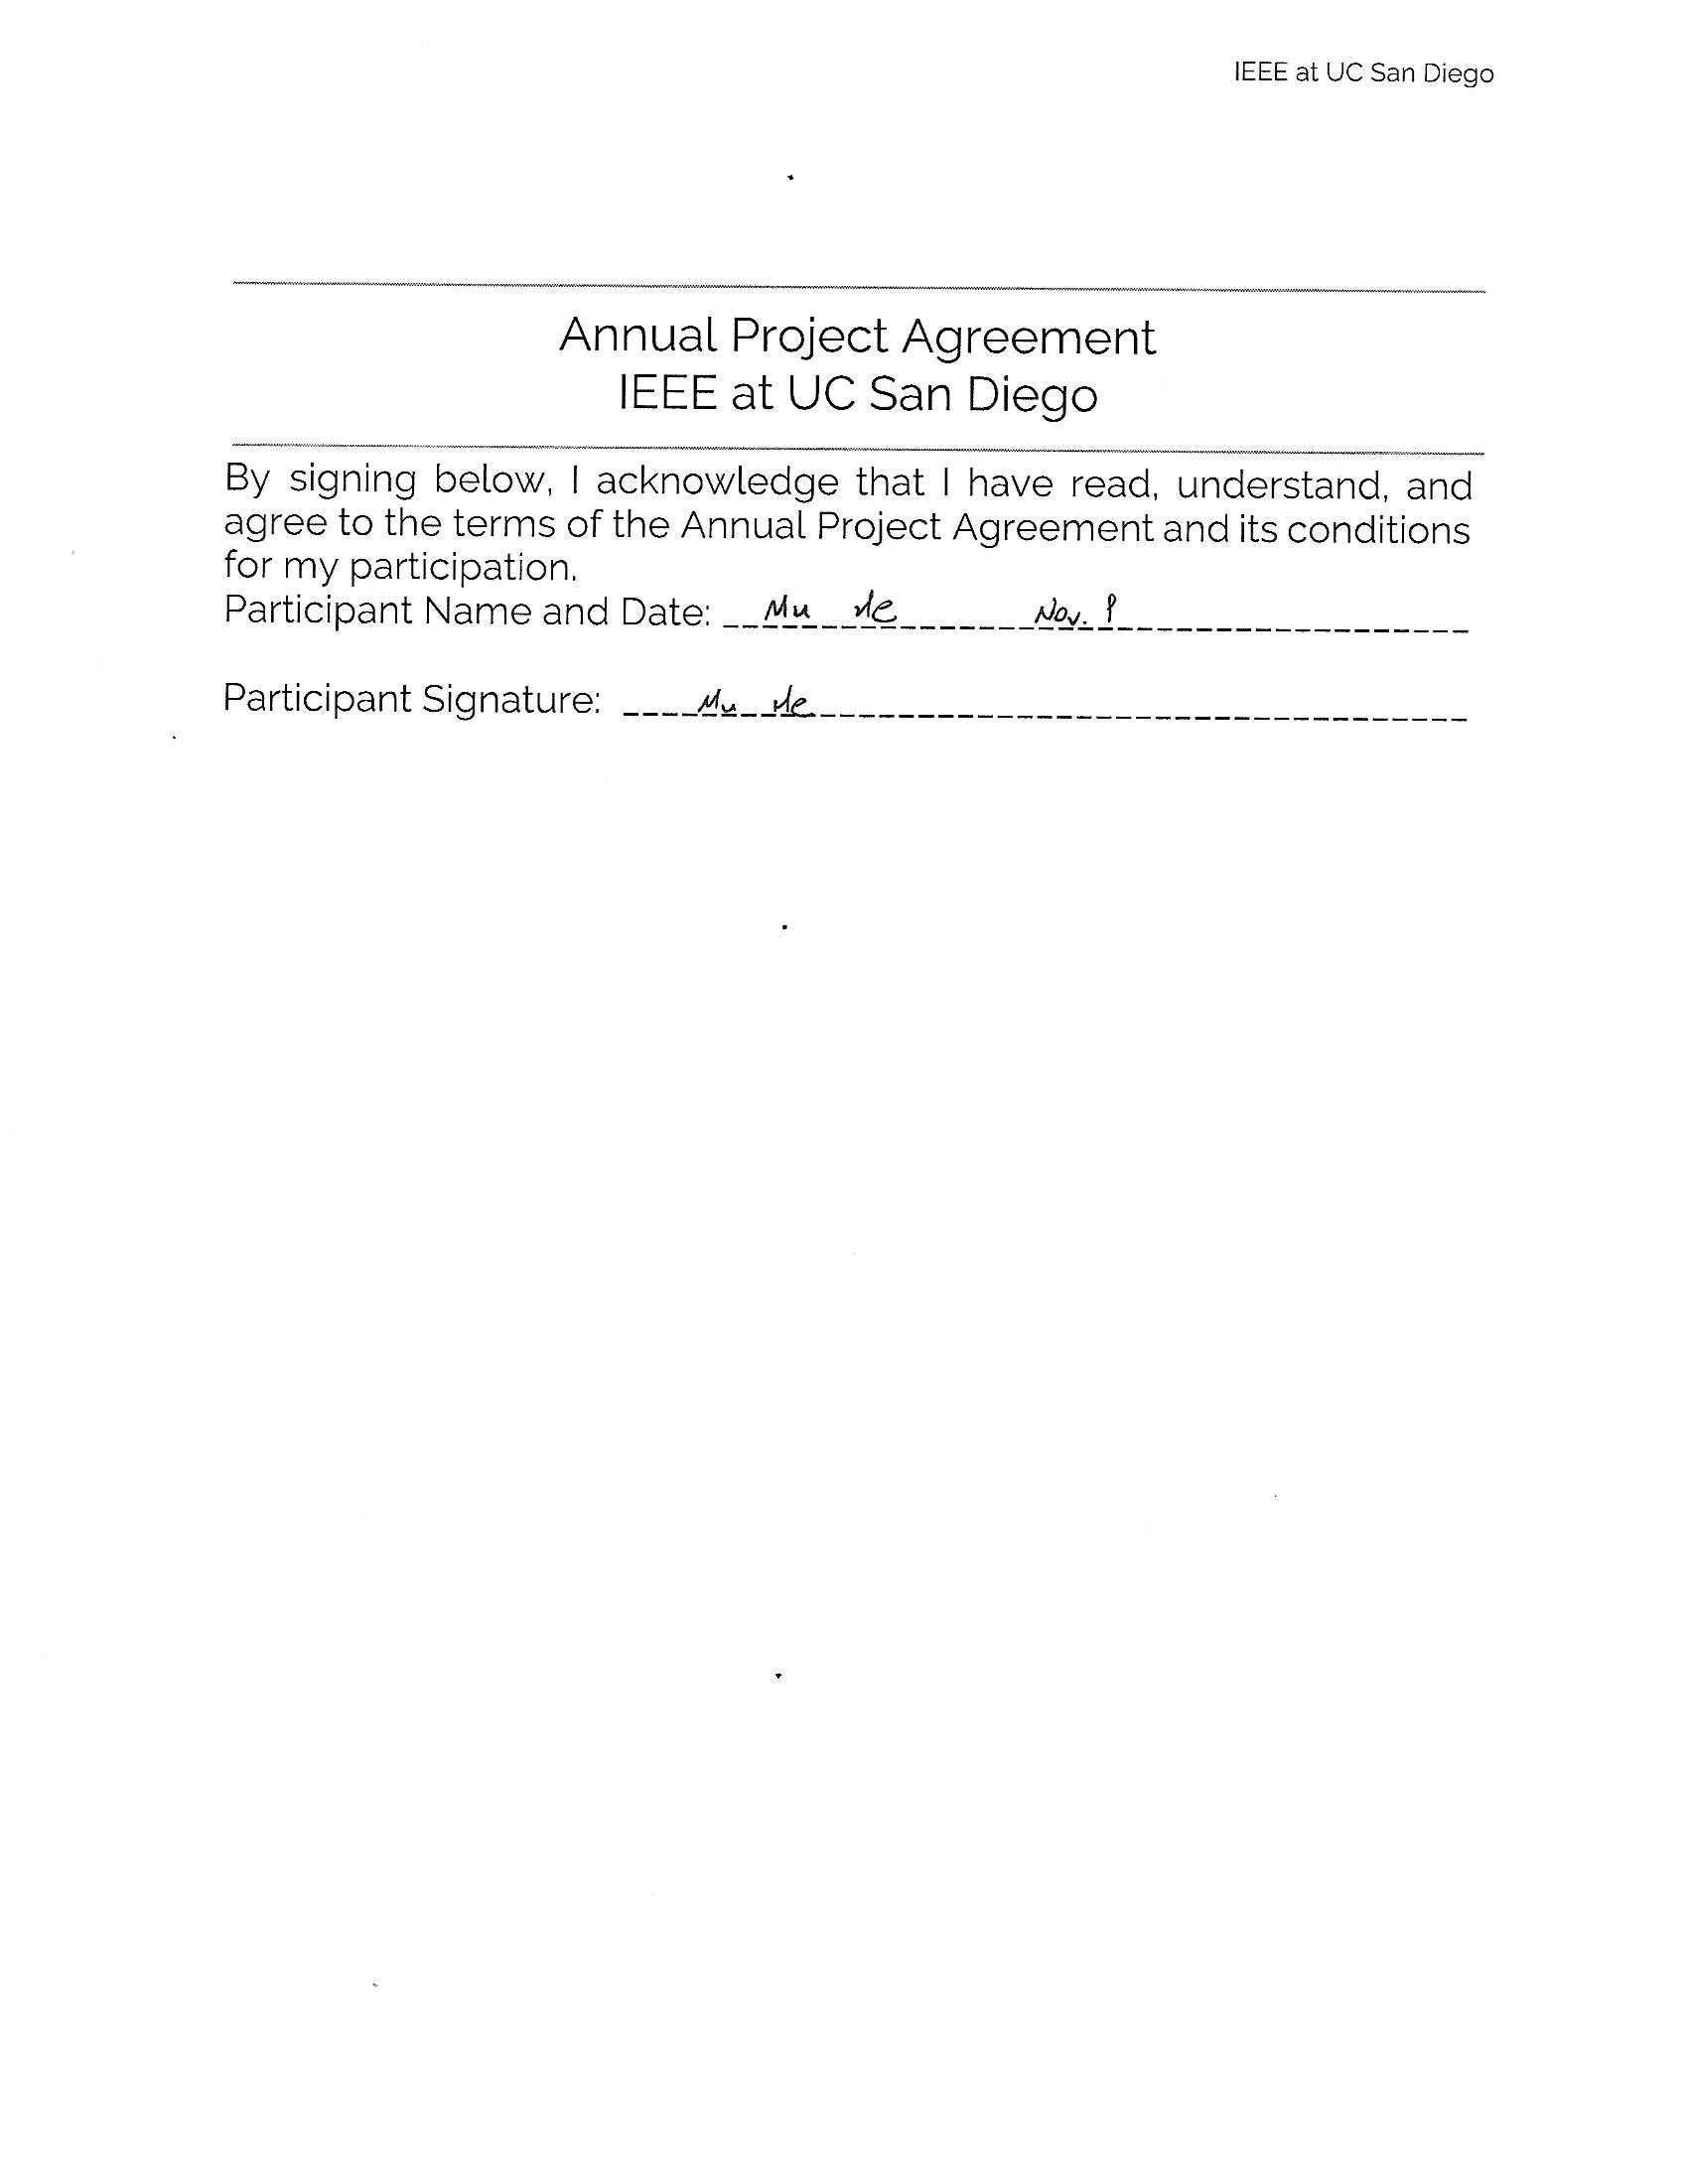 IEEE at UC San Diego
Annual Project Agreement
IEEE at UC San Diego
By signing below, I acknowledge that I have read, understand, and
agree to the terms of the Annual Project Agreement and its conditions
for my participation.
Participant Name and Date: Mu He Nov.
Participant Signature: Mu He